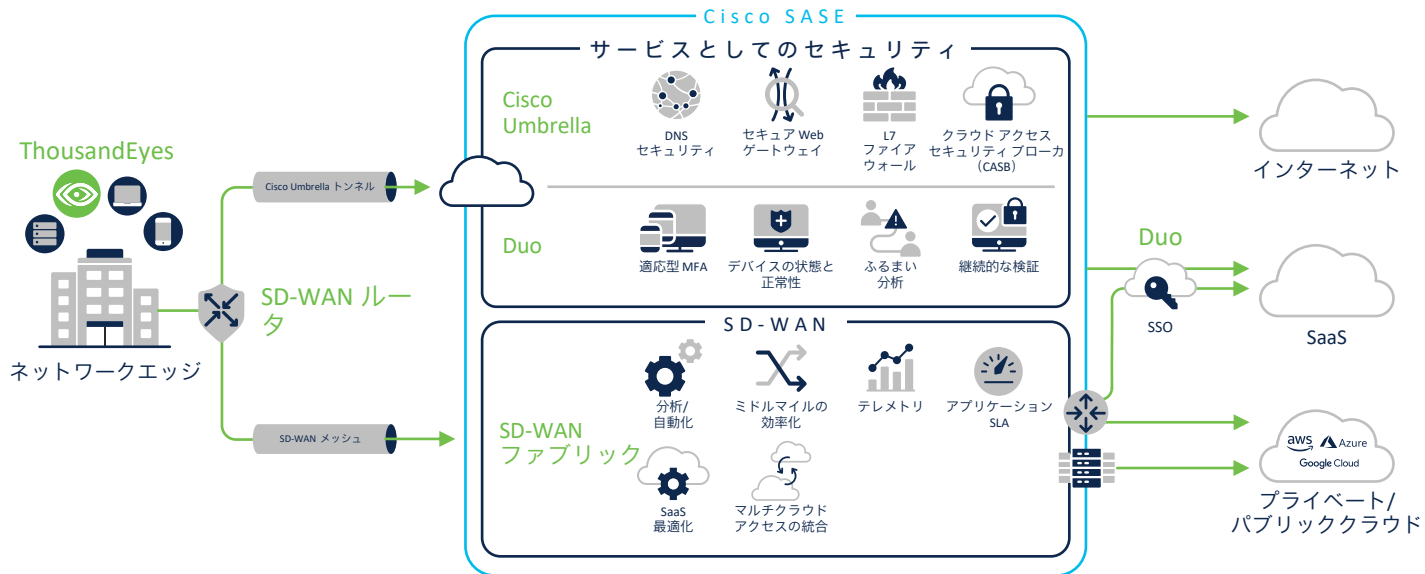 Cisco SASE
サービスとしてのセキュリティ
Cisco
Umbrella
DNS
セキュリティ
セキュア Web
ゲートウェイ
L7
ファイア
ウォール
クラウド アクセス
セキュリティ ブローカ
(CASB)
ThousandEyes
Cisco Umbrella トンネル
インターネット
Duo
適応型 MFA
デバイスの状態と
正常性
ふるまい
分析
継続的な検証
Duo
SSO
SaaS
SD-WAN ルー
タ
ネットワークエッジ
SD-WAN
分析/
自動化
ミドルマイルの
効率化
テレメトリ
アプリケーション
SLA
SD-WAN メッシュ
SD-WAN
ファブリック
SaaS
最適化
マルチクラウド
アクセスの統合
aws
Azure
Google Cloud
プライベート/
パブリッククラウド